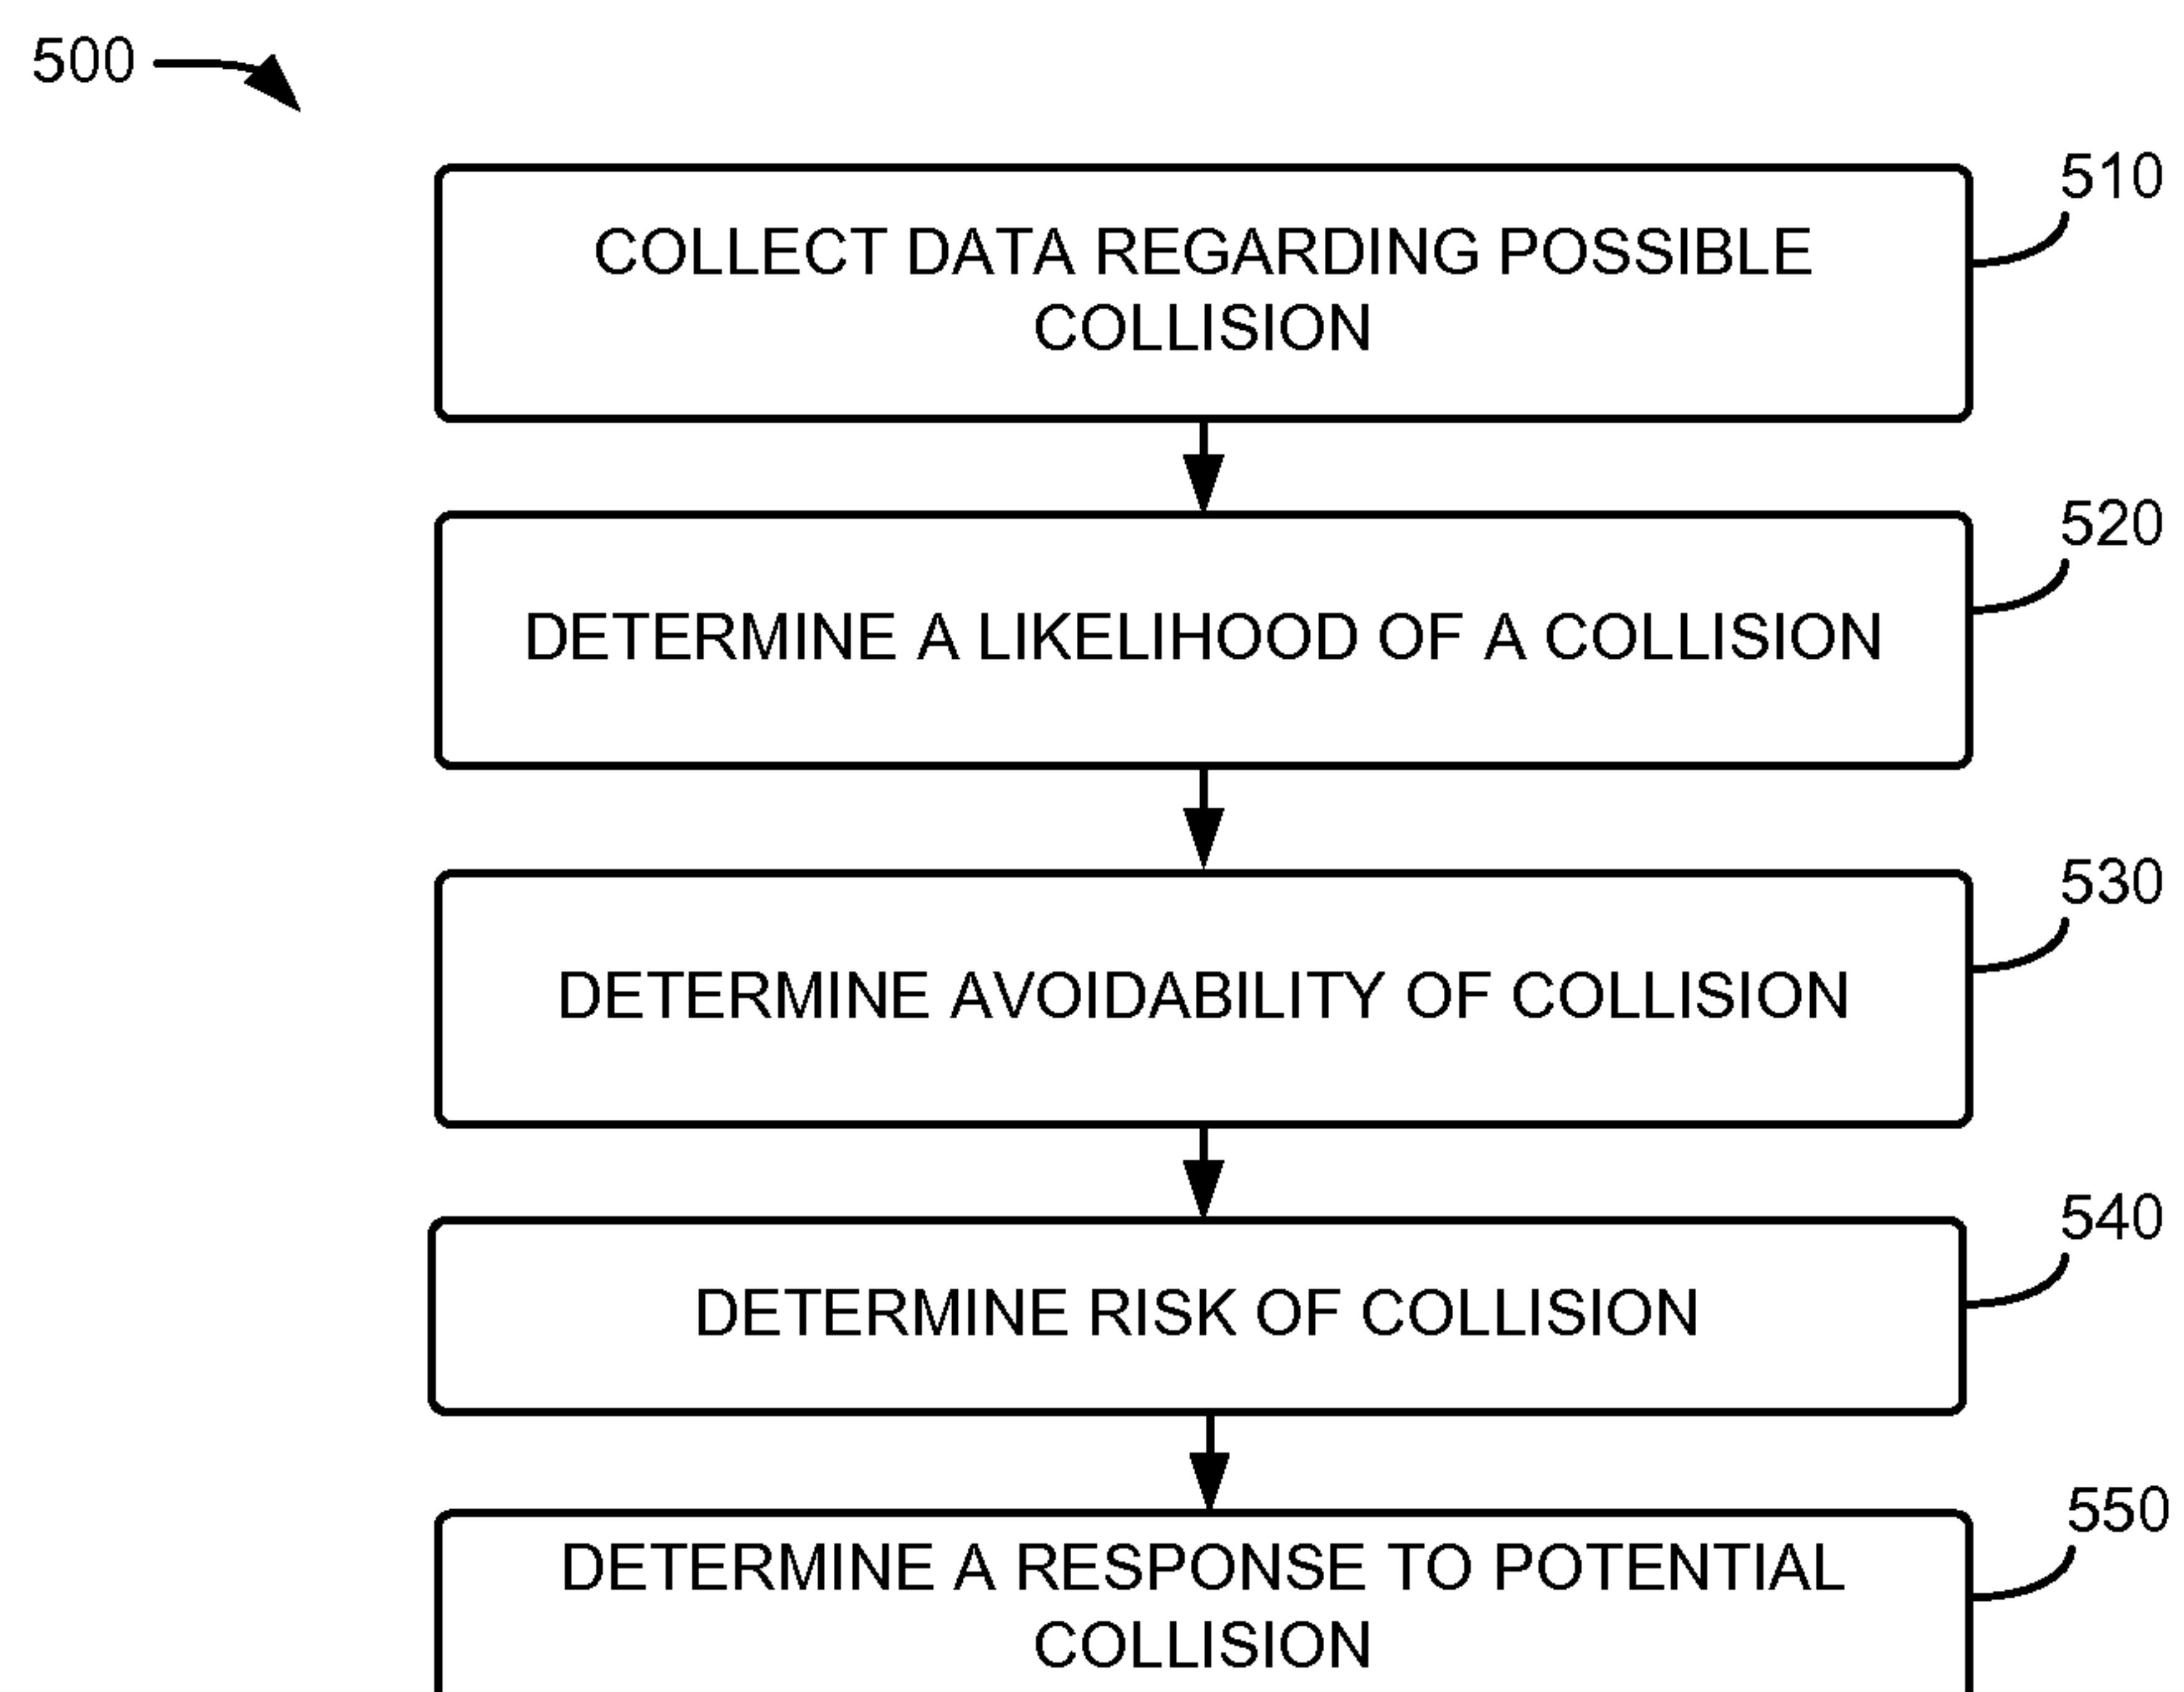 500
510
COLLECT DATA REGARDING POSSIBLE
COLLISION
520
DETERMINE A LIKELIHOOD OF A COLLISION
530
DETERMINE AVOIDABILITY OF COLLISION
540
DETERMINE RISK OF COLLISION
550
DETERMINE A RESPONSE TO POTENTIAL
COLLISION